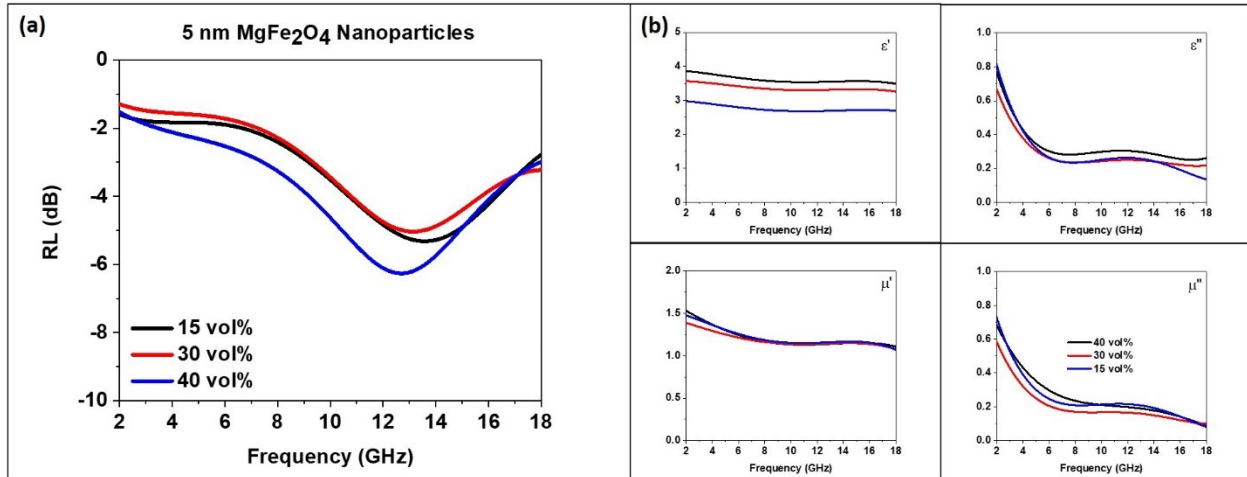 (a)
5 nm MgFe2O4 Nanoparticles
RL (dB)
0
-2
-4
-6
-8
-10
15 vol%
30 vol%
40 vol%
2 4 6 8 10 12 14 16 18
Frequency (GHz)
(b)
ε'
5
4
3
2
1
0
2 4 6 8 10 12 14 16 18
Frequency (GHz)
ε"
1.0
0.8
0.6
0.4
0.2
0.0
2 4 6 8 10 12 14 16 18
Frequency (GHz)
μ'
2.0
1.5
1.0
0.5
0.0
2 4 6 8 10 12 14 16 18
Frequency (GHz)
μ"
1.0
0.8
0.6
0.4
0.2
0.0
40 vol%
30 vol%
15 vol%
2 4 6 8 10 12 14 16 18
Frequency (GHz)